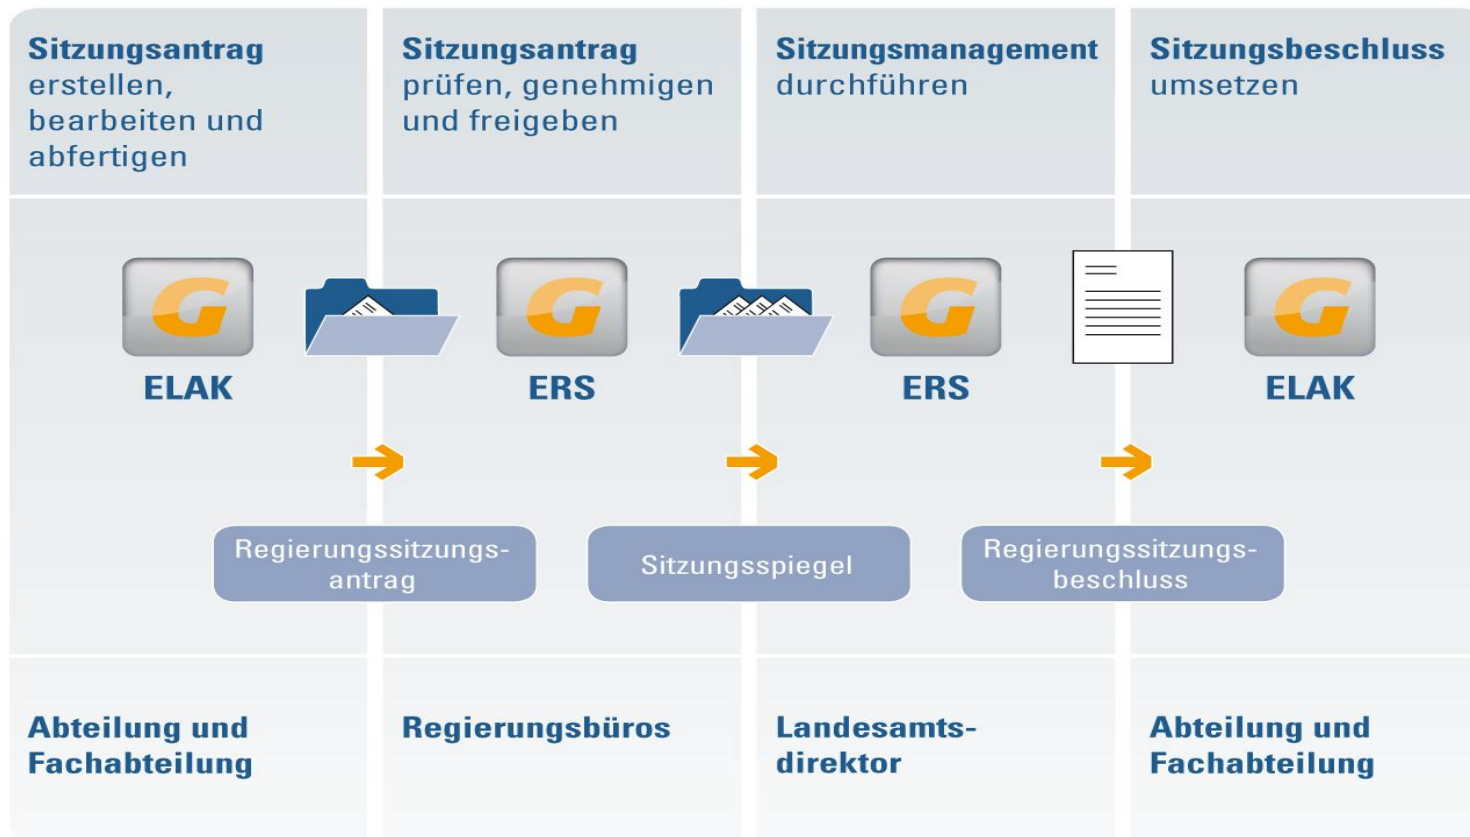 Sitzungsantrag
erstellen,
bearbeiten und
abfertigen
Sitzungsantrag
prüfen, genehmigen
und freigeben
Sitzungsmanagement
durchführen
Sitzungsbeschluss
umsetzen
G
ELAK
G
ERS
G
ERS
G
ELAK
Regierungssitzungs-
antrag
Sitzungsspiegel
Regierungssitzungs-
beschluss
Abteilung und
Fachabteilung
Regierungsbüros
Landesamts-
direktor
Abteilung und
Fachabteilung